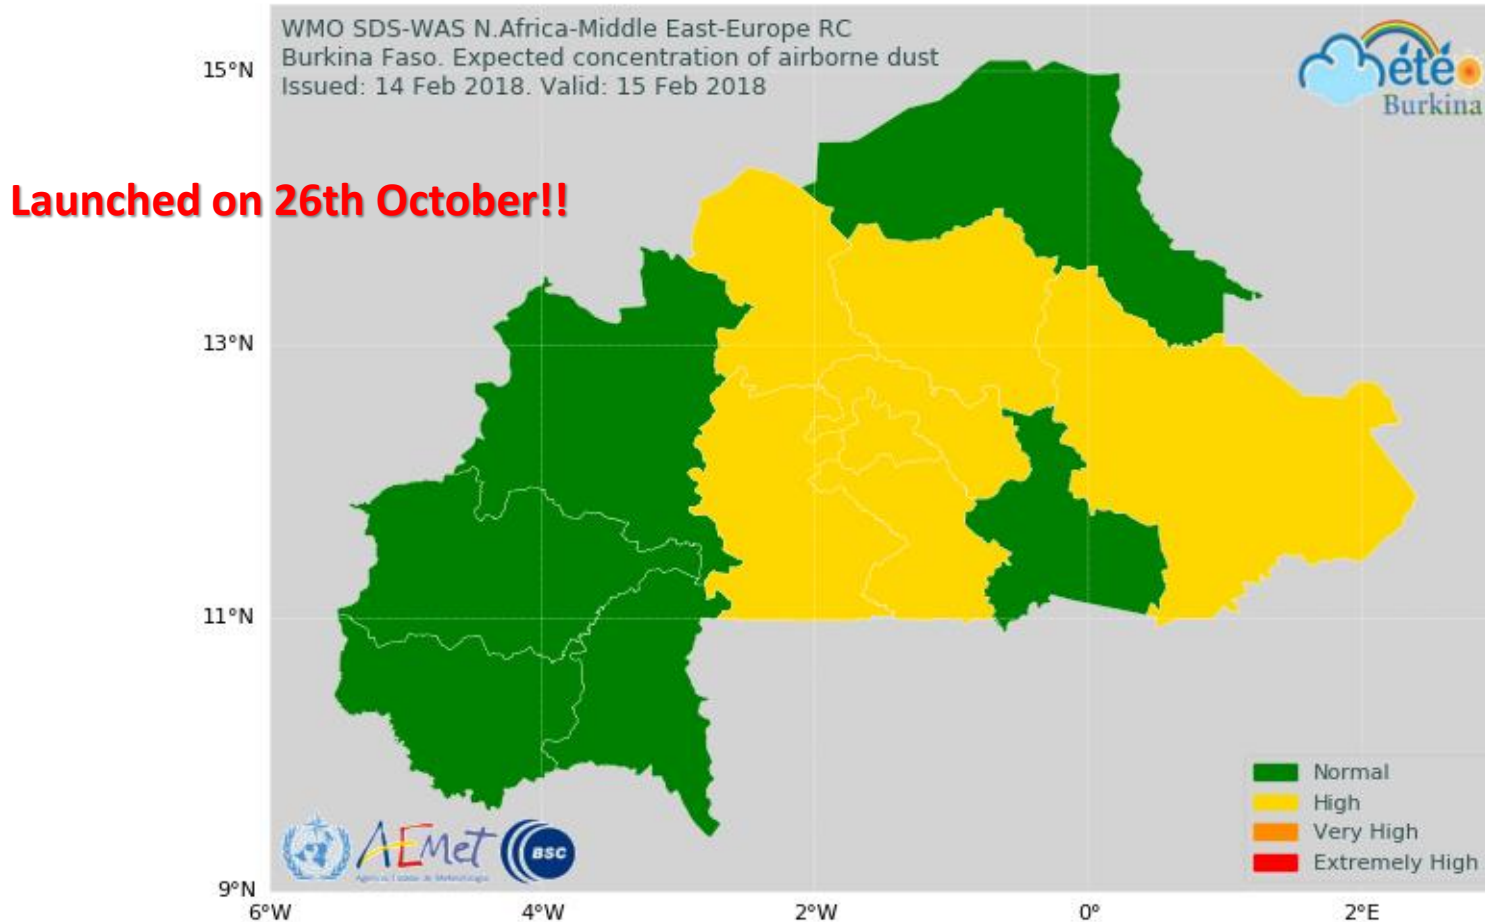 WMO SDS-WAS N.Africa-Middle East-Europe RC
Burkina Faso. Expected concentration of airborne dust
Issued: 14 Feb 2018. Valid: 15 Feb 2018
été
Burkina
15°N
Launched on 26th October!!
13°N
11°N
Normal
High
Very High
Extremely High
AEMet
BSC
9°N
6°W
4°W
2°W
0°
2°E